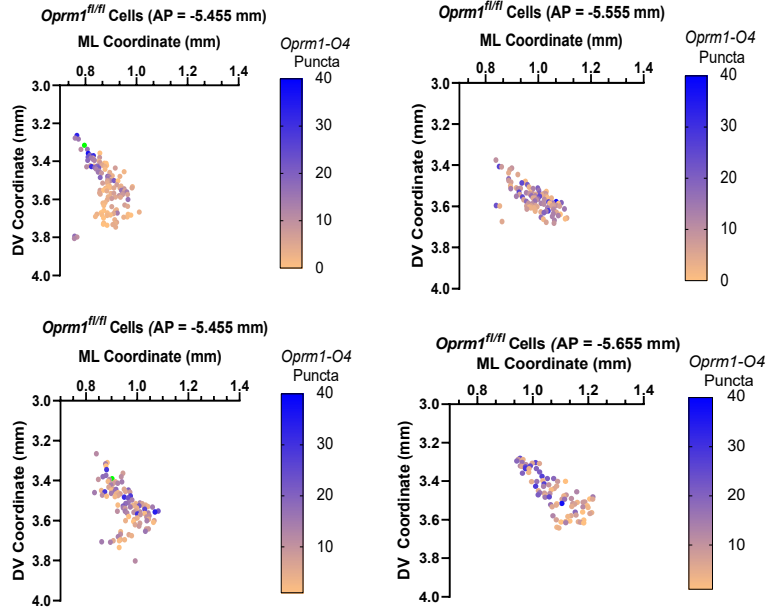 Oprm1fl/fl Cells (AP = -5.455 mm)
ML Coordinate (mm)
0.8 1.0 1.2 1.4
Oprm1-O4
Puncta
DV Coordinate (mm)
3.0
3.2
3.4
3.6
3.8
4.0
40
30
20
10
0
Oprm1fl/fl Cells (AP = -5.555 mm)
ML Coordinate (mm)
0.8 1.0 1.2 1.4
Oprm1-O4
Puncta
DV Coordinate (mm)
3.0
3.2
3.4
3.6
3.8
4.0
40
30
20
10
0
Oprm1fl/fl Cells (AP = -5.455 mm)
ML Coordinate (mm)
0.8 1.0 1.2 1.4
Oprm1-O4
Puncta
DV Coordinate (mm)
3.0
3.2
3.4
3.6
3.8
4.0
40
30
20
10
Oprm1fl/fl Cells (AP = -5.655 mm)
ML Coordinate (mm)
0.8 1.0 1.2 1.4
Oprm1-O4
Puncta
DV Coordinate (mm)
3.0
3.2
3.4
3.6
3.8
4.0
40
30
20
10